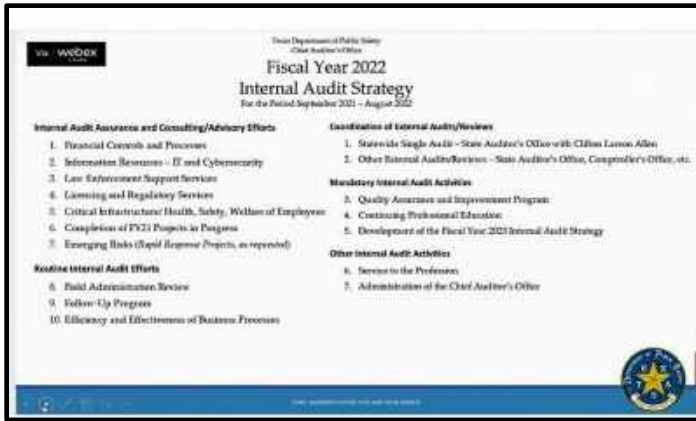 Via webex
Texas Department of Public Safety
Chief Auditor's Office
Fiscal Year 2022
Internal Audit Strategy
For the Period September 2021 – August 2022
Internal Audit Assurance and Consulting/Advisory Efforts
1. Financial Controls and Processes
2. Information Resources – IT and Cybersecurity
3. Law Enforcement Support Services
4. Licensing and Regulatory Services
5. Critical Infrastructure: Health, Safety, Welfare of Employees
6. Completion of FY21 Projects in Progress
7. Emerging Risks (Rapid Response Projects, as requested)
Routine Internal Audit Efforts
8. Field Administration Review
9. Follow-Up Program
10. Efficiency and Effectiveness of Business Processes
Coordination of External Audits/Reviews
1. Statewide Single Audit – State Auditor's Office with Clifton Larson Allen
2. Other External Audits/Reviews – State Auditor's Office, Comptroller's Office, etc.
Mandatory Internal Audit Activities
3. Quality Assurance and Improvement Program
4. Continuing Professional Education
5. Development of the Fiscal Year 2023 Internal Audit Strategy
Other Internal Audit Activities
6. Service to the Profession
7. Administration of the Chief Auditor's Office